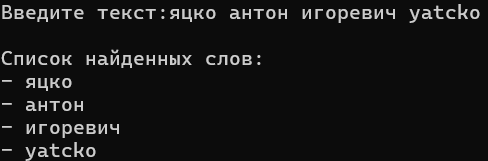 Введите текст:яцко антон игоревич yatcko
Список найденных слов:
- яцко
- антон
- игоревич
- yatcko